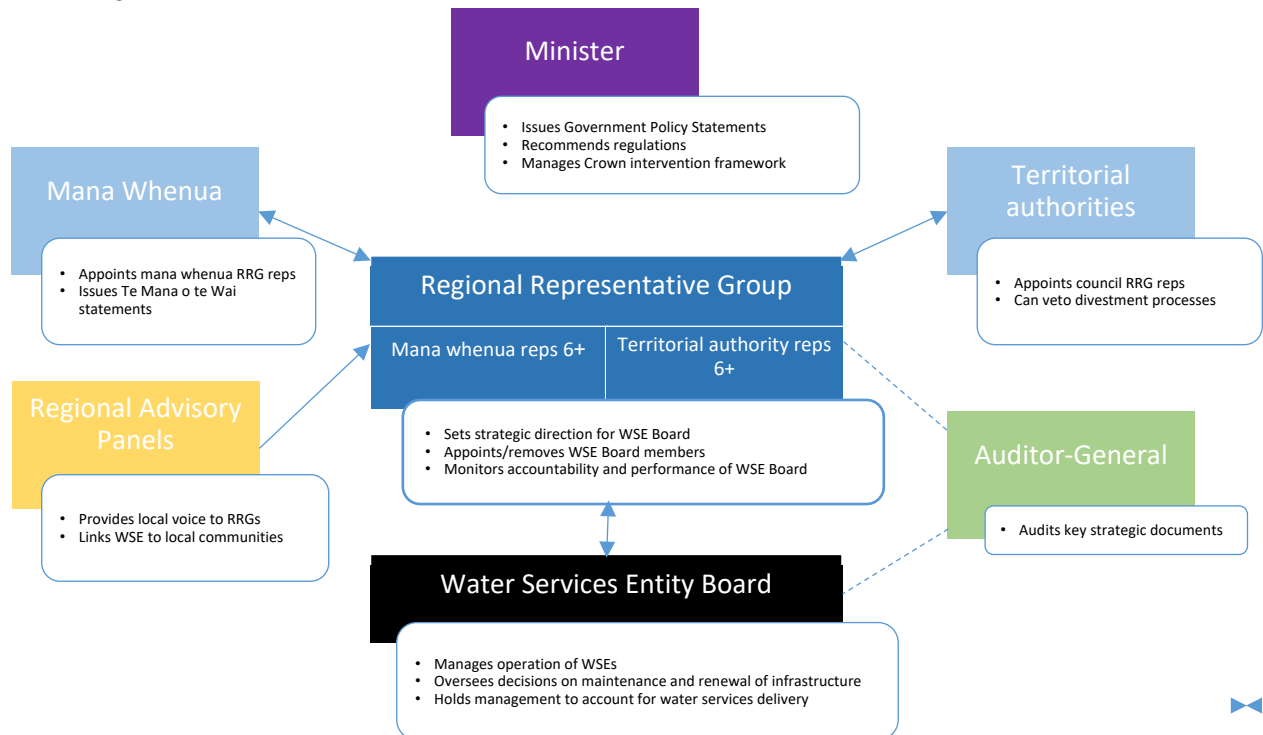 Minister
• Issues Government Policy Statements
• Recommends regulations
• Manages Crown intervention framework
Mana Whenua
• Appoints mana whenua RRG reps
• Issues Te Mana o te Wai
statements
Territorial
authorities
• Appoints council RRG reps
• Can veto divestment processes
Regional Representative Group
Mana whenua reps 6+
Territorial authority reps
6+
• Sets strategic direction for WSE Board
• Appoints/removes WSE Board members
• Monitors accountability and performance of WSE Board
Regional Advisory
Panels
• Provides local voice to RRGs
• Links WSE to local communities
Auditor-General
• Audits key strategic documents
Water Services Entity Board
• Manages operation of WSEs
• Oversees decisions on maintenance and renewal of infrastructure
• Holds management to account for water services delivery